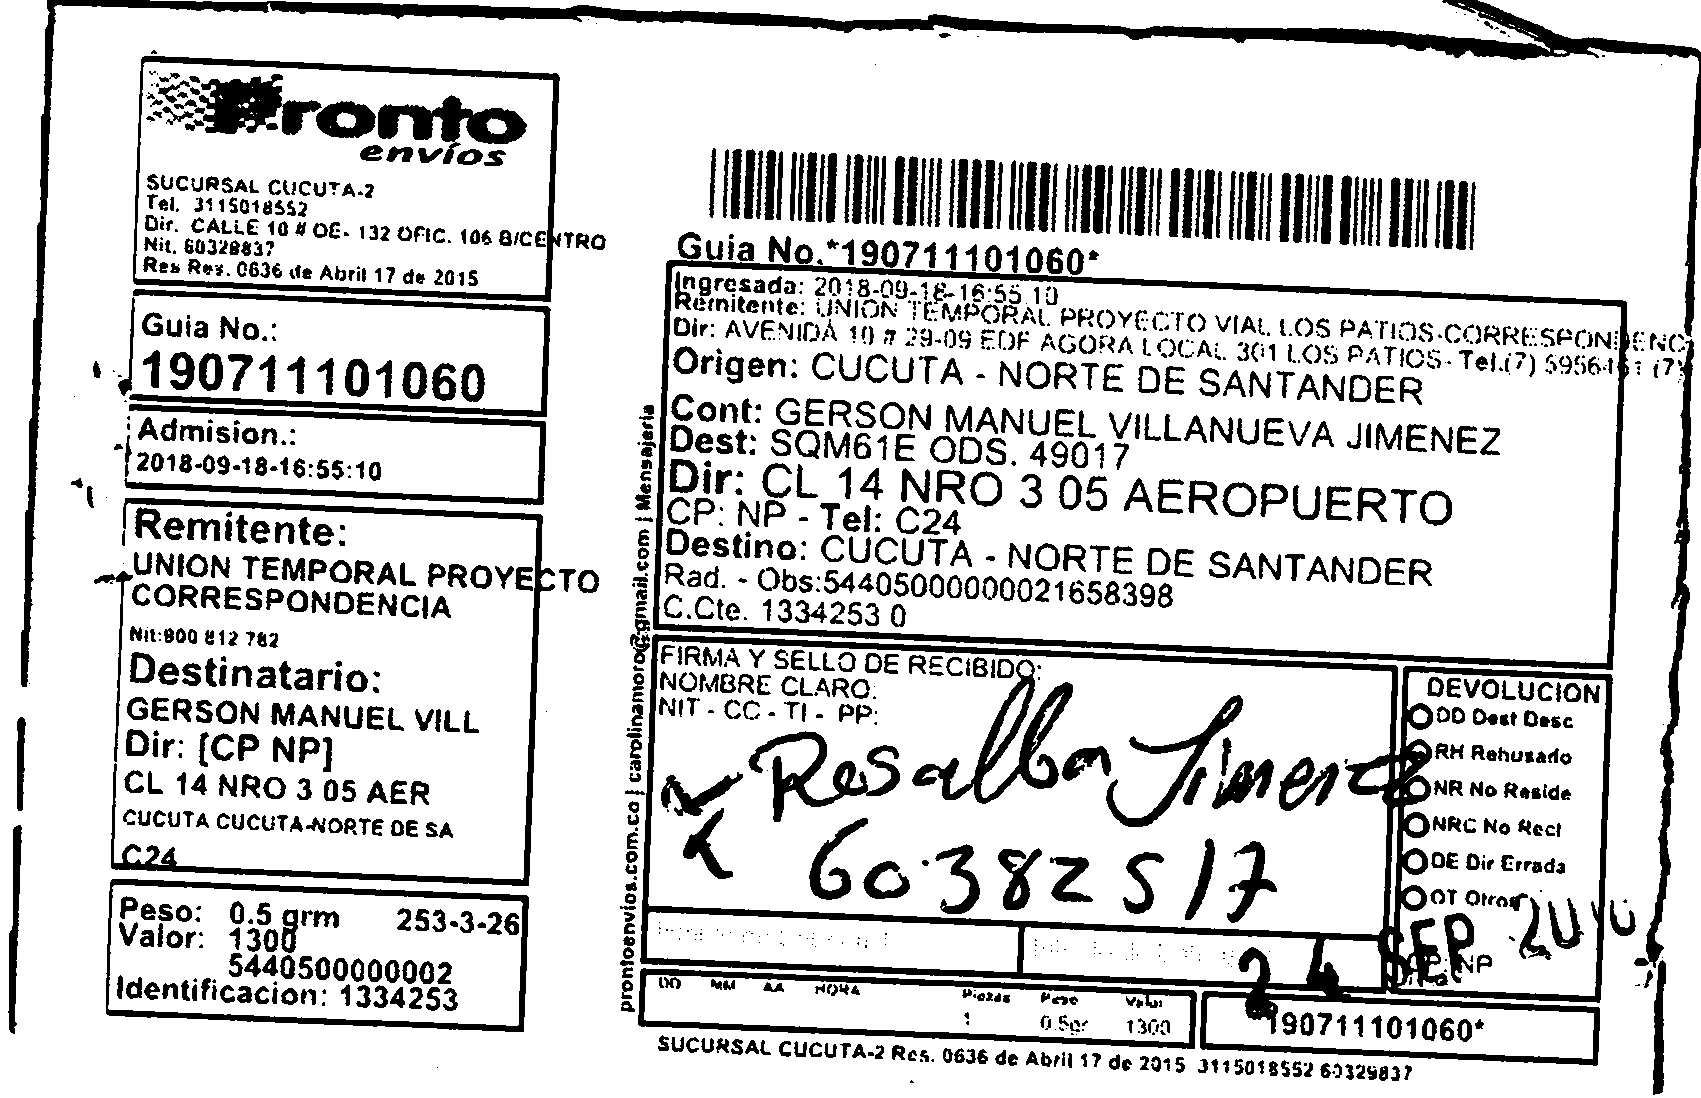 Pronto
envíos
SUCURSAL CUCUTA-2
Tel. 3115018552
Dir. CALLE 10 # OE- 132 OFIC. 106 B/CENTRO
Nit. 60329837
Res Res. 0636 de Abril 17 de 2015
Guia No.:
190711101060
Admision.:
2018-09-18-16:55:10
Remitente:
UNION TEMPORAL PROYECTO
CORRESPONDENCIA
Nit:900 812 782
Destinatario:
GERSON MANUEL VILL
Dir: [CP NP]
CL 14 NRO 3 05 AER
CUCUTA CUCUTA-NORTE DE SA
C24
Peso: 0.5 grm 253-3-26
Valor: 1300
5440500000002
Identificacion: 1334253
prontoenvios.com.co | carolinamoro@gmail.com | Mensajeria
Guia No.*190711101060*
Ingresada: 2018-09-18-16:55:10
Remitente: UNION TEMPORAL PROYECTO VIAL LOS PATIOS-CORRESPONDENC
Dir: AVENIDA 10 # 29-09 EDF AGORA LOCAL 301 LOS PATIOS- Tel.(7) 5956461 (7)
Origen: CUCUTA - NORTE DE SANTANDER
Cont: GERSON MANUEL VILLANUEVA JIMENEZ
Dest: SQM61E ODS. 49017
Dir: CL 14 NRO 3 05 AEROPUERTO
CP: NP - Tel: C24
Destino: CUCUTA - NORTE DE SANTANDER
Rad. - Obs:544050000000021658398
C.Cte. 1334253 0
FIRMA Y SELLO DE RECIBIDO:
NOMBRE CLARO:
NIT - CC - TI - PP:
Rosalba Jimenez
60382517
DEVOLUCION
DD Dest Desc
RH Rehusado
NR No Reside
NRC No Recl
DE Dir Errada
OT Otros
24 SEP
CP: NP
DD MM AA HORA
Piezas Peso Valor
1 0.5gr 1300
*190711101060*
SUCURSAL CUCUTA-2 Res. 0636 de Abril 17 de 2015 3115018552 60329837